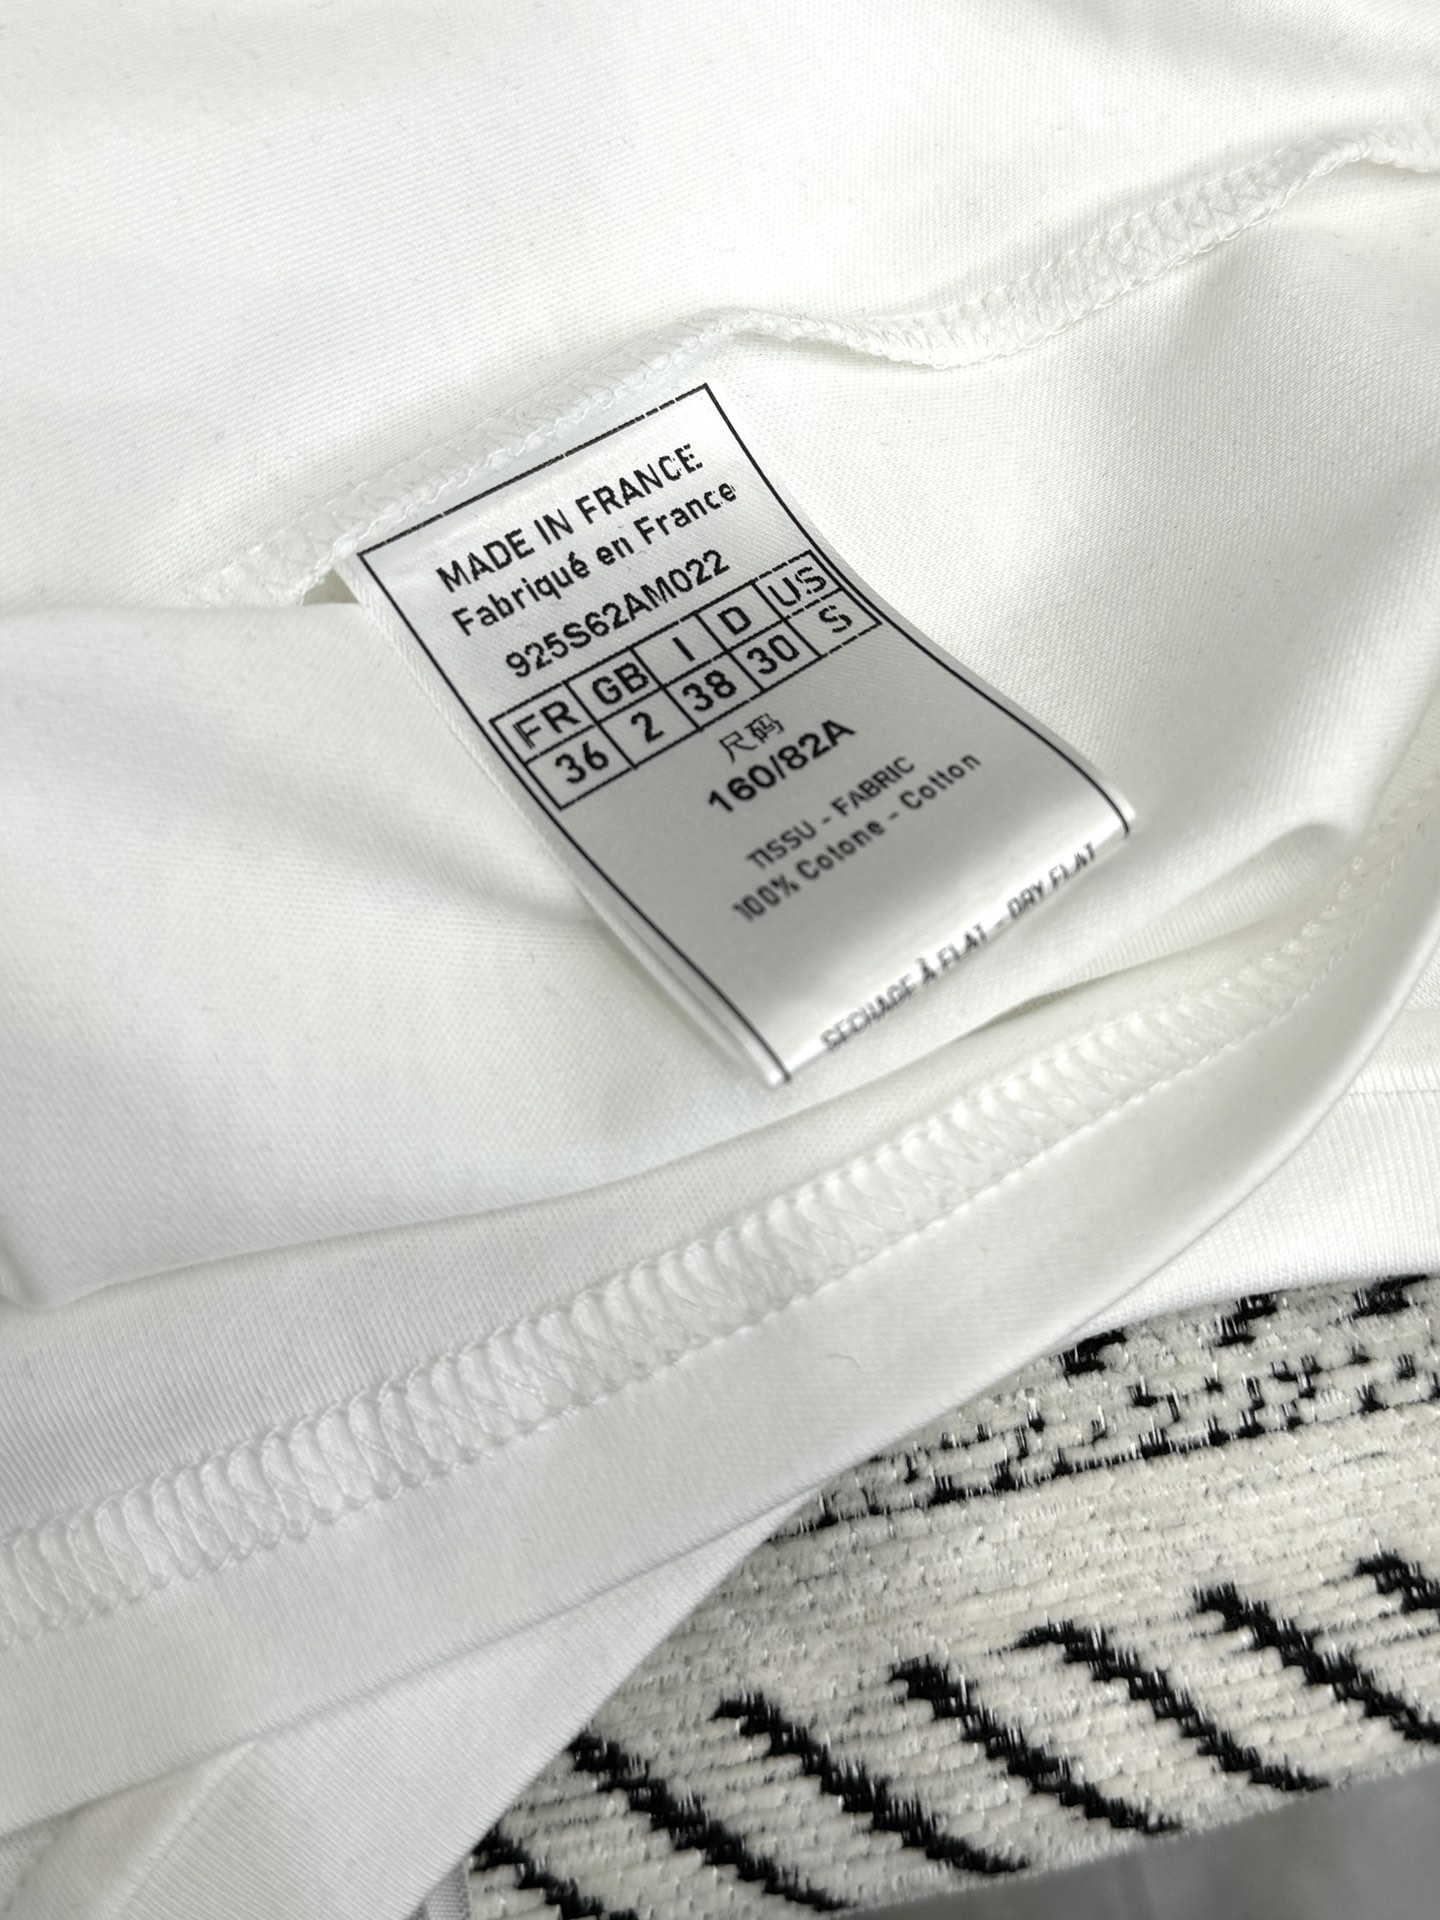 MADE IN FRANCE
Fabriqué en France
925S62AM022
FR GB I D US
36 2 38 30 S
尺码
160/82A
TISSU - FABRIC
100% Cotone - Cotton
SECHAGE À FLAT - DRY FLAT